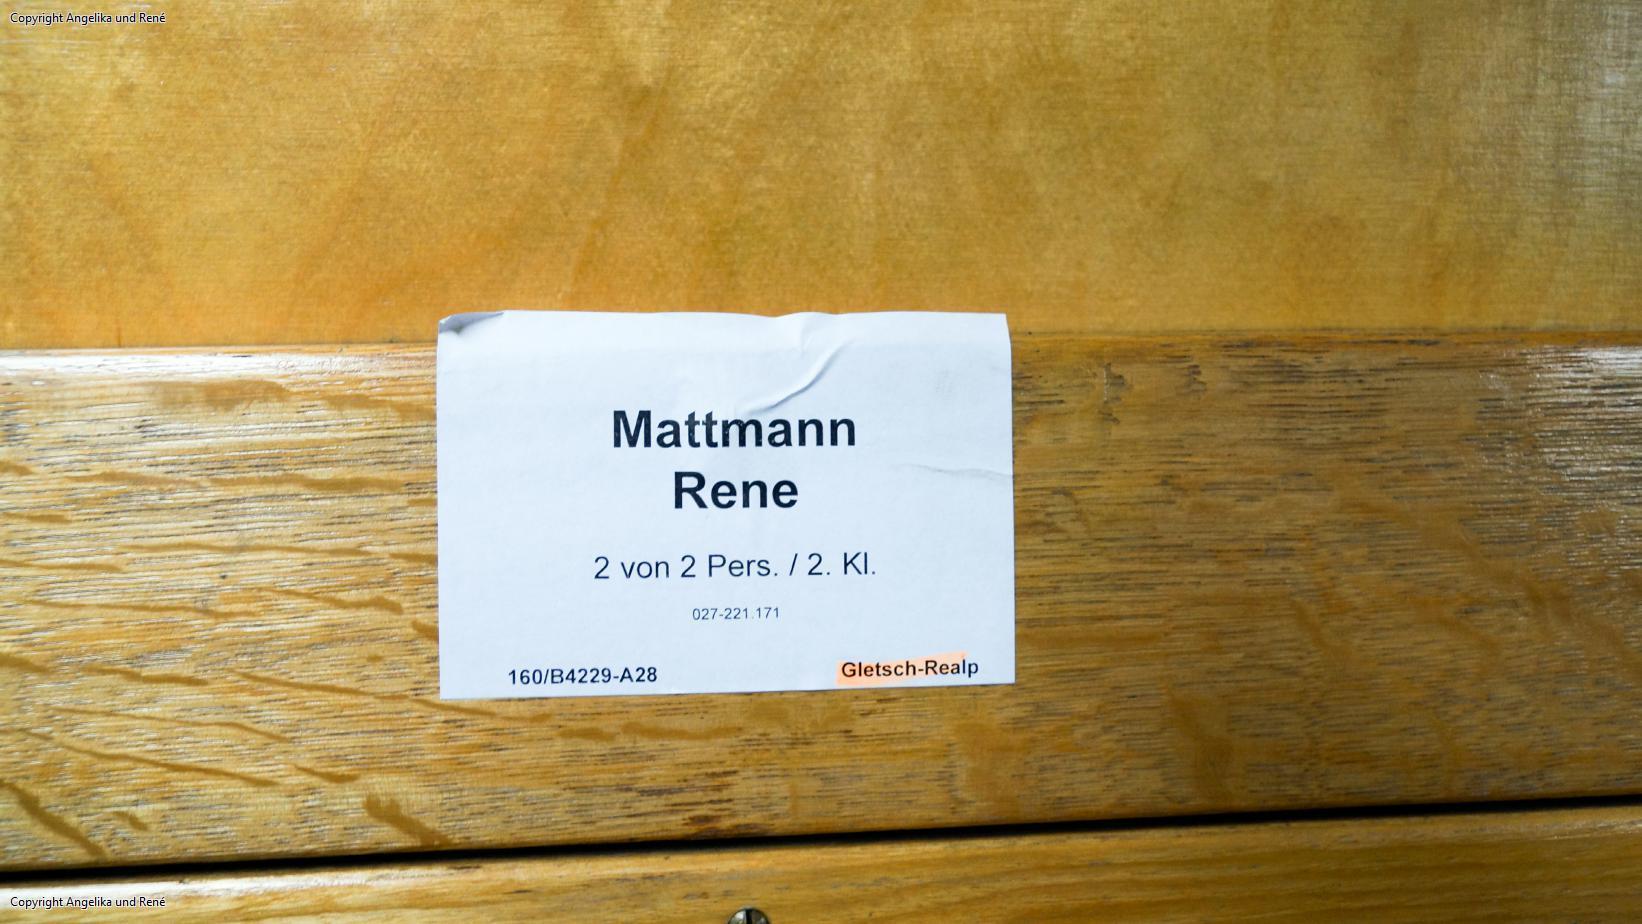 Copyright Angelika und René
Mattmann
Rene
2 von 2 Pers. / 2. Kl.
027-221.171
160/B4229-A28
Gletsch-Realp
Copyright Angelika und René